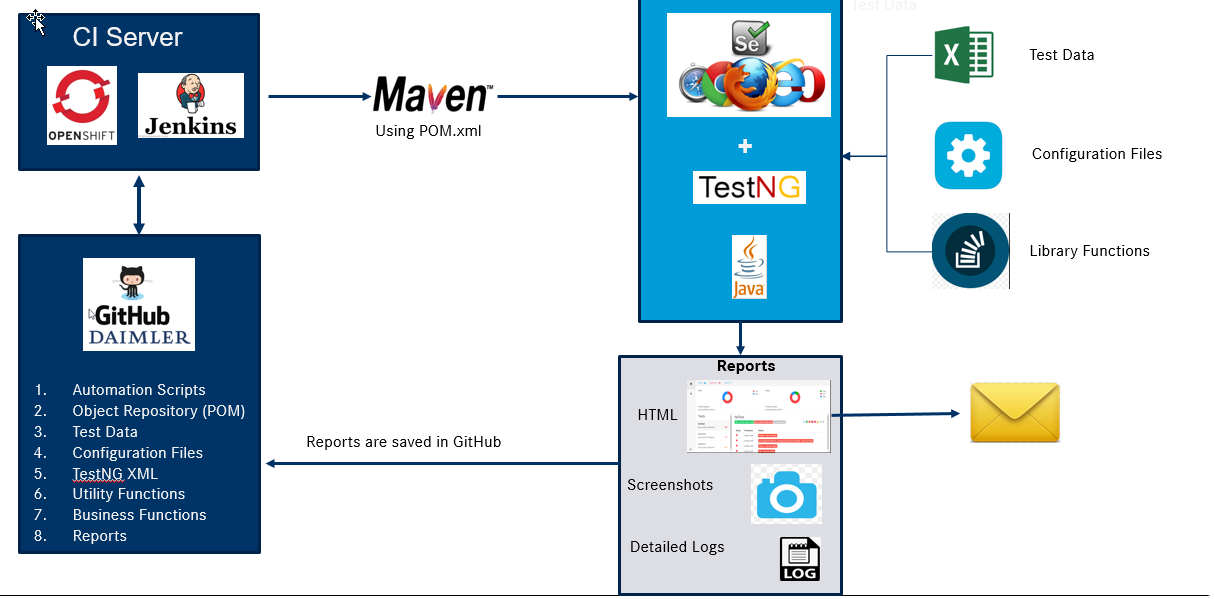 Test Data
CI Server
OPENSHIFT
Jenkins
Maven™
Using POM.xml
Se
+
TestNG
Java
Test Data
Configuration Files
Library Functions
GitHub
DAIMLER
1. Automation Scripts
2. Object Repository (POM)
3. Test Data
4. Configuration Files
5. TestNG XML
6. Utility Functions
7. Business Functions
8. Reports
Reports are saved in GitHub
Reports
HTML
Screenshots
Detailed Logs
LOG